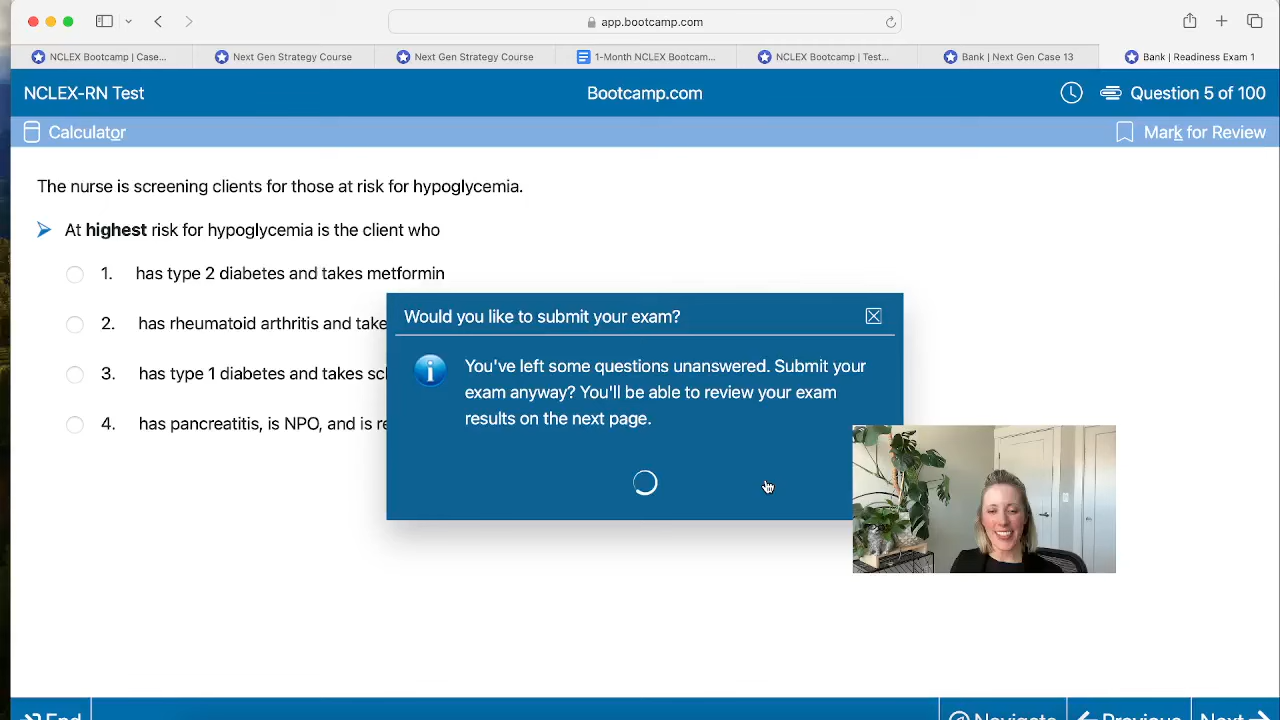 app.bootcamp.com
NCLEX Bootcamp | Case...
Next Gen Strategy Course
Next Gen Strategy Course
1-Month NCLEX Bootcam...
NCLEX Bootcamp | Test...
Bank | Next Gen Case 13
Bank | Readiness Exam 1
NCLEX-RN Test
Bootcamp.com
Question 5 of 100
Calculator
Mark for Review
The nurse is screening clients for those at risk for hypoglycemia.
At highest risk for hypoglycemia is the client who
1. has type 2 diabetes and takes metformin
2. has rheumatoid arthritis and take
3. has type 1 diabetes and takes
4. has pancreatitis, is NPO, and is
Would you like to submit your exam?
You've left some questions unanswered. Submit your
exam anyway? You'll be able to review your exam
results on the next page.
End
Navigate
Previous
Next